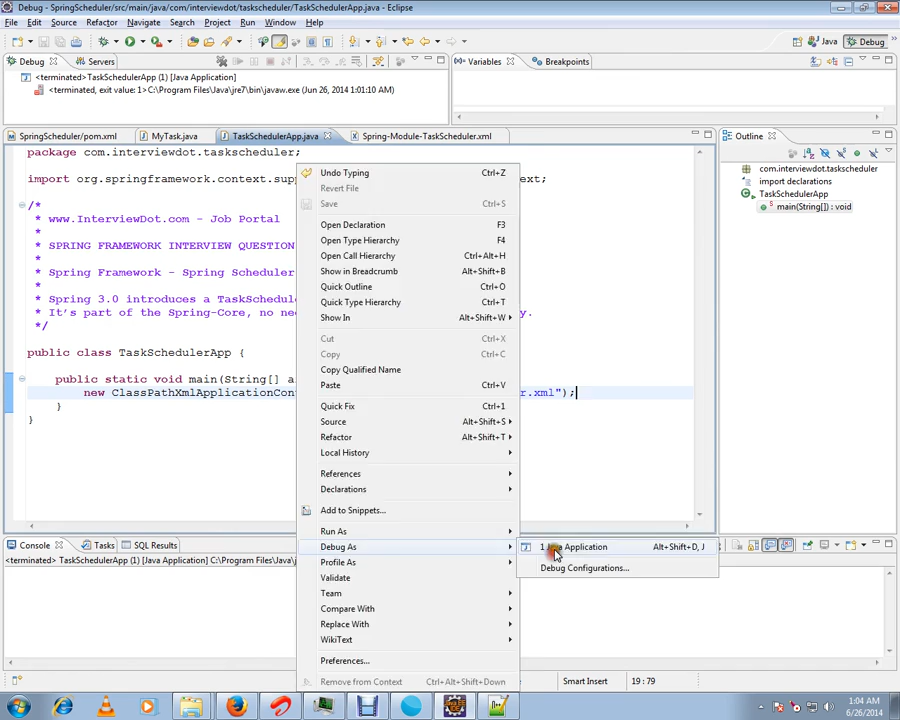 Debug - SpringScheduler/src/main/java/com/interviewdot/taskscheduler/TaskSchedulerApp.java - Eclipse
File Edit Source Refactor Navigate Search Project Run Window Help
Java Debug
Debug Servers
Variables Breakpoints
<terminated>TaskSchedulerApp (1) [Java Application]
<terminated, exit value: 1>C:\Program Files\Java\jre7\bin\javaw.exe (Jun 26, 2014 1:01:10 AM)
SpringScheduler/pom.xml MyTask.java TaskSchedulerApp.java Spring-Module-TaskScheduler.xml
Outline
package com.interviewdot.taskscheduler;
import org.springframework.context.sup ext;
/*
* www.InterviewDot.com - Job Portal
*
* SPRING FRAMEWORK INTERVIEW QUESTION
*
* Spring Framework - Spring Scheduler
*
* Spring 3.0 introduces a TaskSchedule
* It's part of the Spring-Core, no nee y.
*/
public class TaskSchedulerApp {
public static void main(String[] a
new ClassPathXmlApplicationCon r.xml");
}
}
com.interviewdot.taskscheduler
import declarations
TaskSchedulerApp
main(String[]) : void
Undo Typing Ctrl+Z
Revert File
Save Ctrl+S
Open Declaration F3
Open Type Hierarchy F4
Open Call Hierarchy Ctrl+Alt+H
Show in Breadcrumb Alt+Shift+B
Quick Outline Ctrl+O
Quick Type Hierarchy Ctrl+T
Show In Alt+Shift+W
Cut Ctrl+X
Copy Ctrl+C
Copy Qualified Name
Paste Ctrl+V
Quick Fix Ctrl+1
Source Alt+Shift+S
Refactor Alt+Shift+T
Local History
References
Declarations
Add to Snippets...
Run As
Debug As
Profile As
Validate
Team
Compare With
Replace With
WikiText
Preferences...
Remove from Context Ctrl+Alt+Shift+Down
1 Java Application Alt+Shift+D, J
Debug Configurations...
Console Tasks SQL Results
<terminated> TaskSchedulerApp (1) [Java Application] C:\Program Files\Java\j
Smart Insert 19 : 79
1:04 AM
6/26/2014